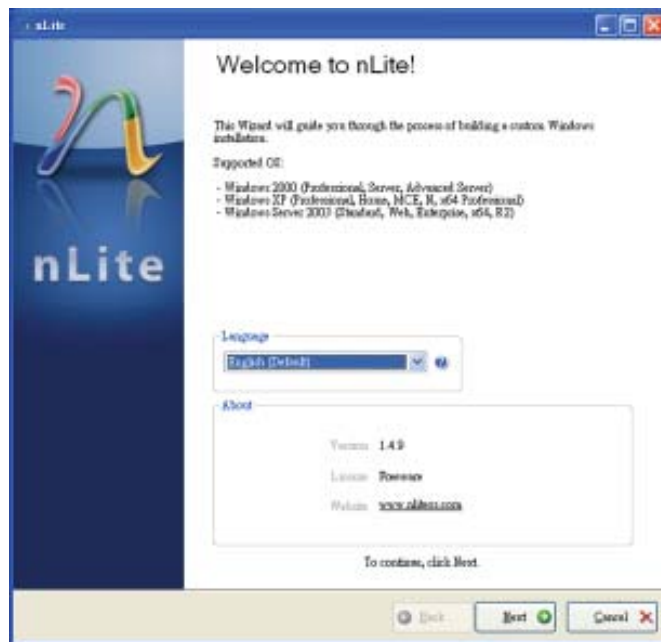 nLite
Welcome to nLite!
nLite
This Wizard will guide you through the process of building a custom Windows
installation.
Supported OS:
- Windows 2000 (Professional, Server, Advanced Server)
- Windows XP (Professional, Home, MCE, N, x64 Professional)
- Windows Server 2003 (Standard, Web, Enterprise, x64, R2)
Language
English (Default)
About
Version 1.4.9
License Freeware
Website www.nliteos.com
To continue, click Next.
Back Next Cancel